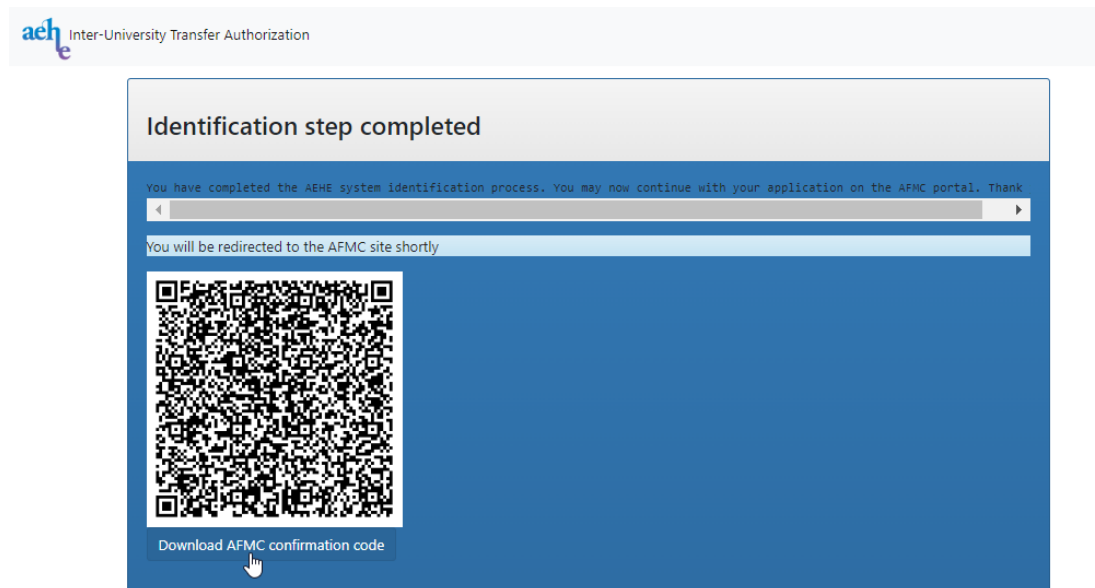 aehe Inter-University Transfer Authorization
Identification step completed
You have completed the AEHE system identification process. You may now continue with your application on the AFMC portal. Thank
You will be redirected to the AFMC site shortly
Download AFMC confirmation code